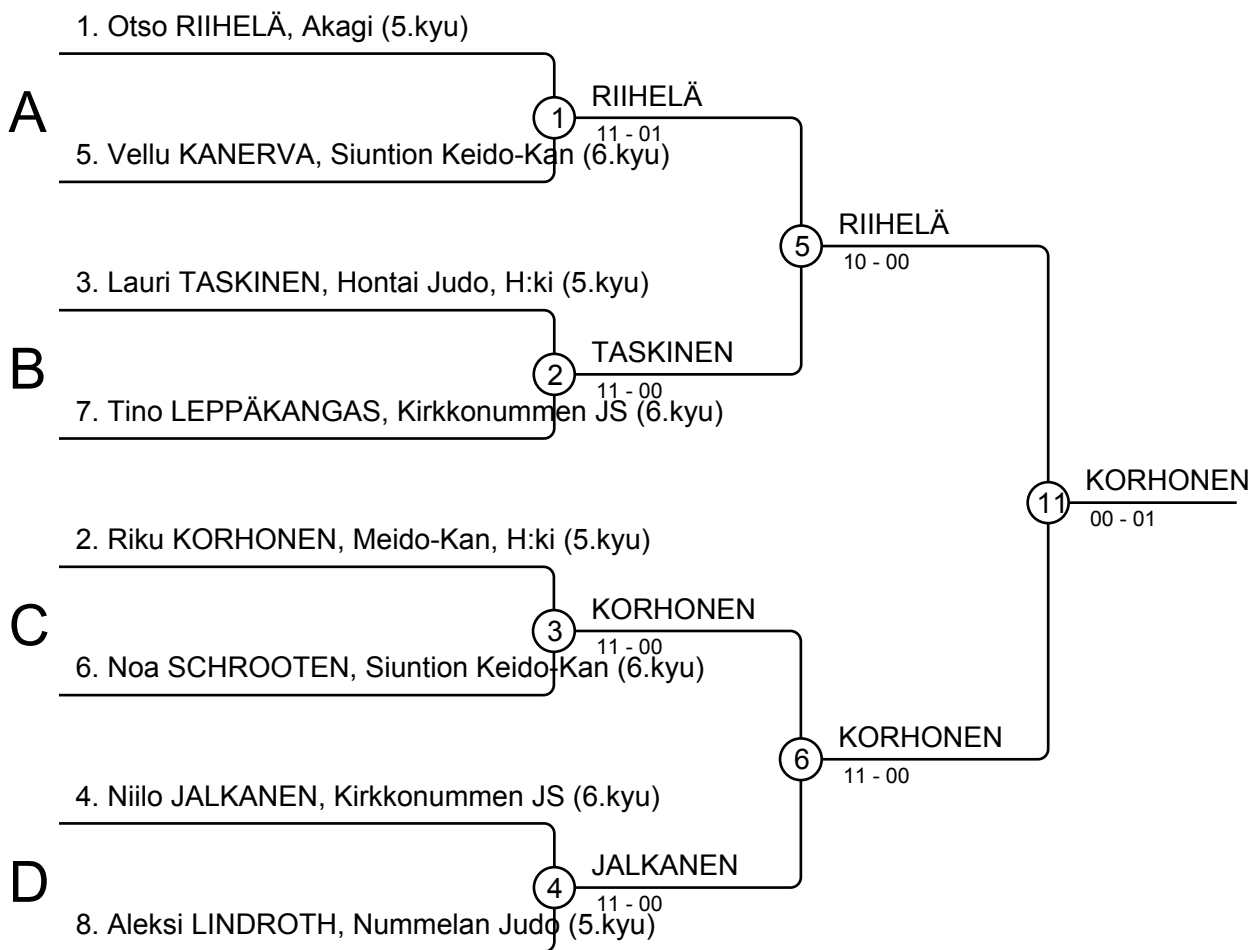 1. Otso RIIHELÄ, Akagi (5.kyu)
A
1
RIIHELÄ
11 - 01
5. Vellu KANERVA, Siuntion Keido-Kan (6.kyu)
5
RIIHELÄ
10 - 00
3. Lauri TASKINEN, Hontai Judo, H:ki (5.kyu)
B
2
TASKINEN
11 - 00
7. Tino LEPPÄKANGAS, Kirkkonummen JS (6.kyu)
11
KORHONEN
00 - 01
2. Riku KORHONEN, Meido-Kan, H:ki (5.kyu)
C
3
KORHONEN
11 - 00
6. Noa SCHROOTEN, Siuntion Keido-Kan (6.kyu)
6
KORHONEN
11 - 00
4. Niilo JALKANEN, Kirkkonummen JS (6.kyu)
D
4
JALKANEN
11 - 00
8. Aleksi LINDROTH, Nummelan Judo (5.kyu)